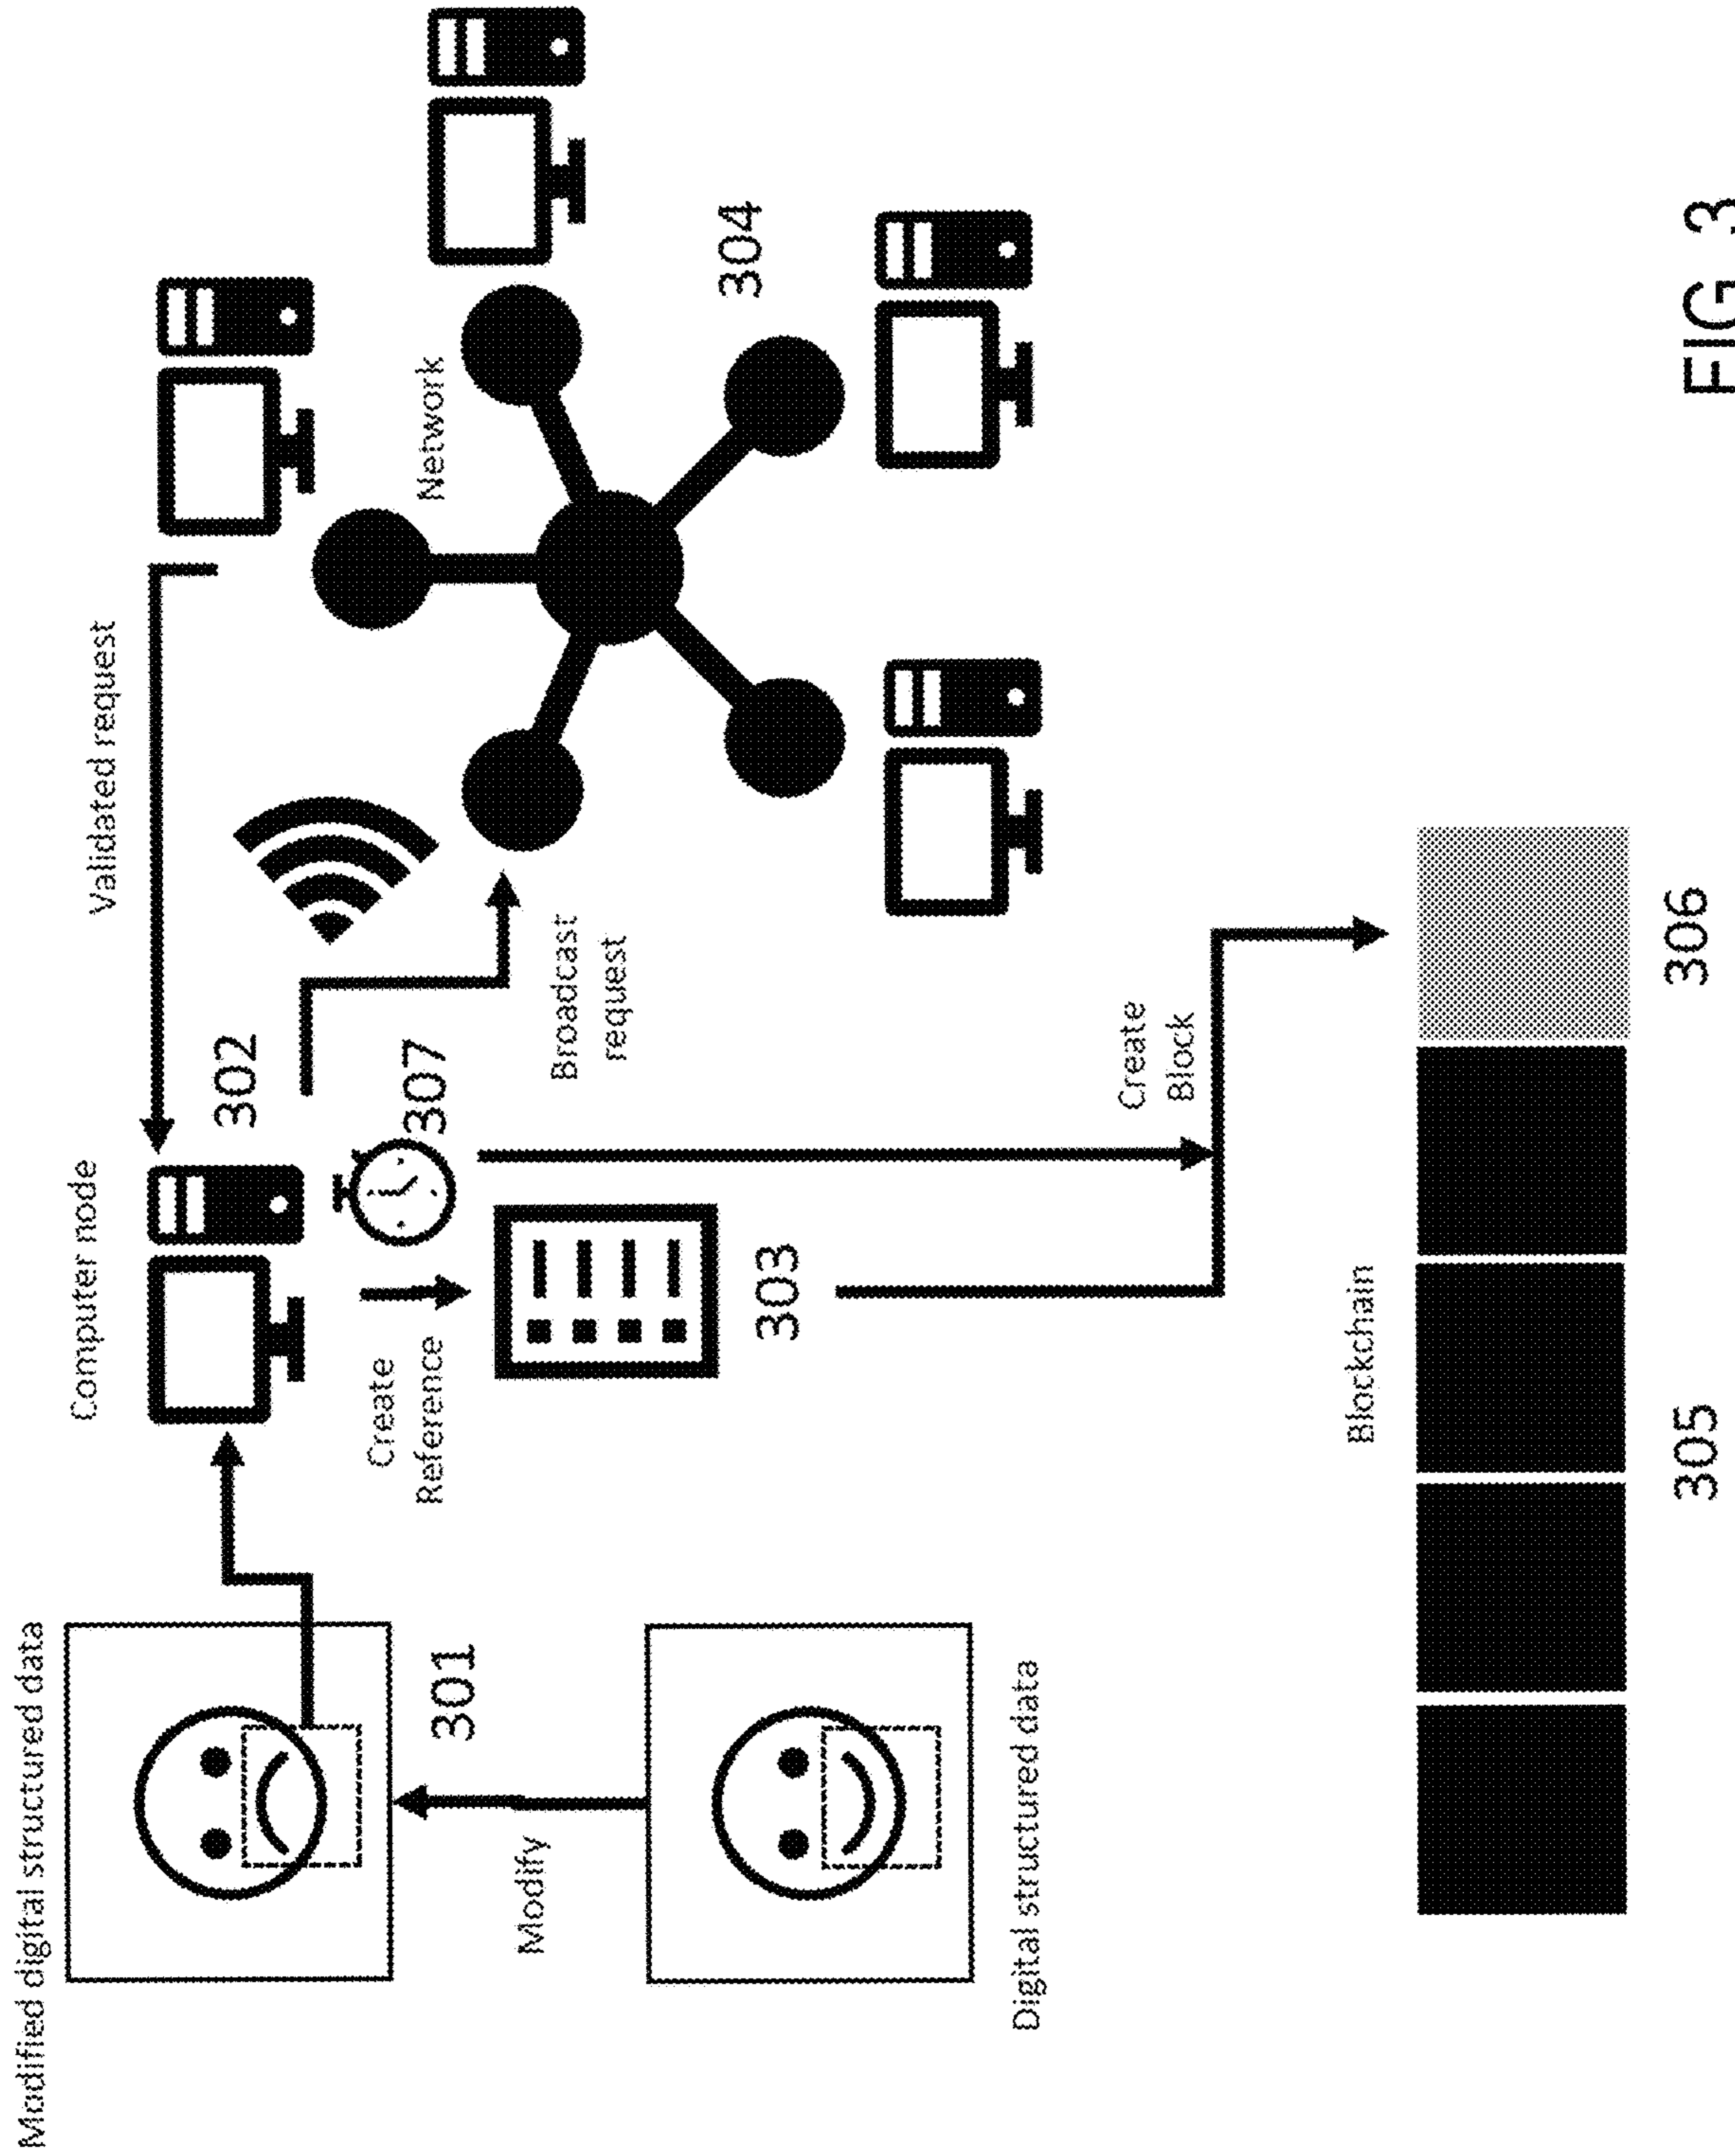 Modified digital structured data
301
Modify
Digital structured data
Computer node
302
307
Create
Reference
303
Validated request
Broadcast
request
Network
304
Create
Block
Blockchain
305
306
FIG. 3